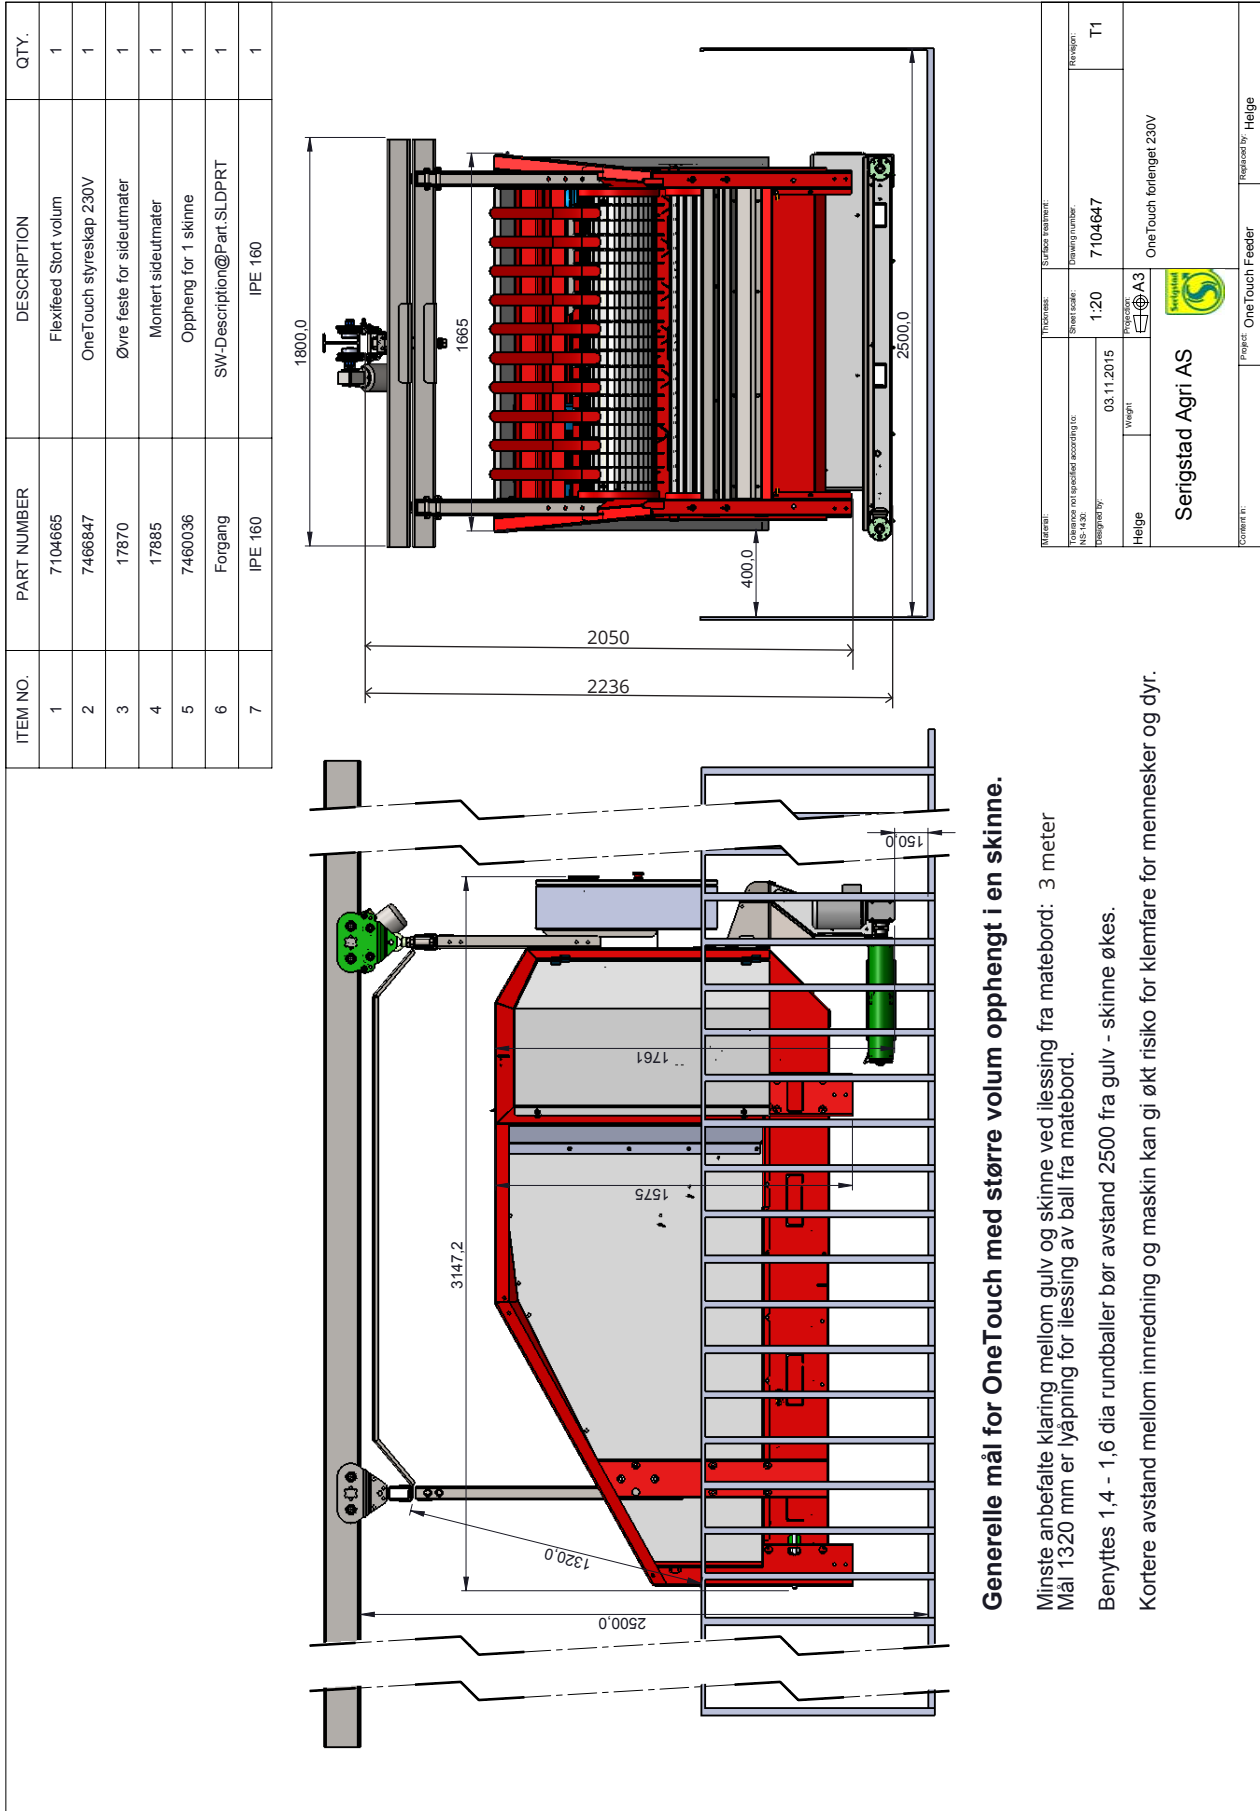 ITEM NO. PART NUMBER DESCRIPTION QTY.
1 7104665 Flexifeed Stort volum 1
2 7466847 OneTouch styreskap 230V 1
3 17870 Øvre feste for sideutmater 1
4 17885 Montert sideutmater 1
5 7460036 Oppheng for 1 skinne 1
6 Forgang SW-Description@Part.SLDPRT 1
7 IPE 160 IPE 160 1
1800,0
1665
400,0
2500,0
2050
2236
3147,2
1320,0
2500,0
1575
1761
150,0
Generelle mål for OneTouch med større volum opphengt i en skinne.
Minste anbefalte klaring mellom gulv og skinne ved ilessing fra matebord: 3 meter
Mål 1320 mm er lyåpning for ilessing av ball fra matebord.
Benyttes 1,4 - 1,6 dia rundballer bør avstand 2500 fra gulv - skinne økes.
Kortere avstand mellom innredning og maskin kan gi økt risiko for klemfare for mennesker og dyr.
Material: Thickness: Surface treatment:
Tolerance not specified according to:
NS-1430: Sheet scale: Drawing number: Revisjon:
1:20 7104647 T1
Designed by: 03.11.2015
Helge Weight Projection: A3 OneTouch forlenget 230V
Serigstad Agri AS
Serigstad
Content in: Project: OneTouch Feeder Replaced by: Helge